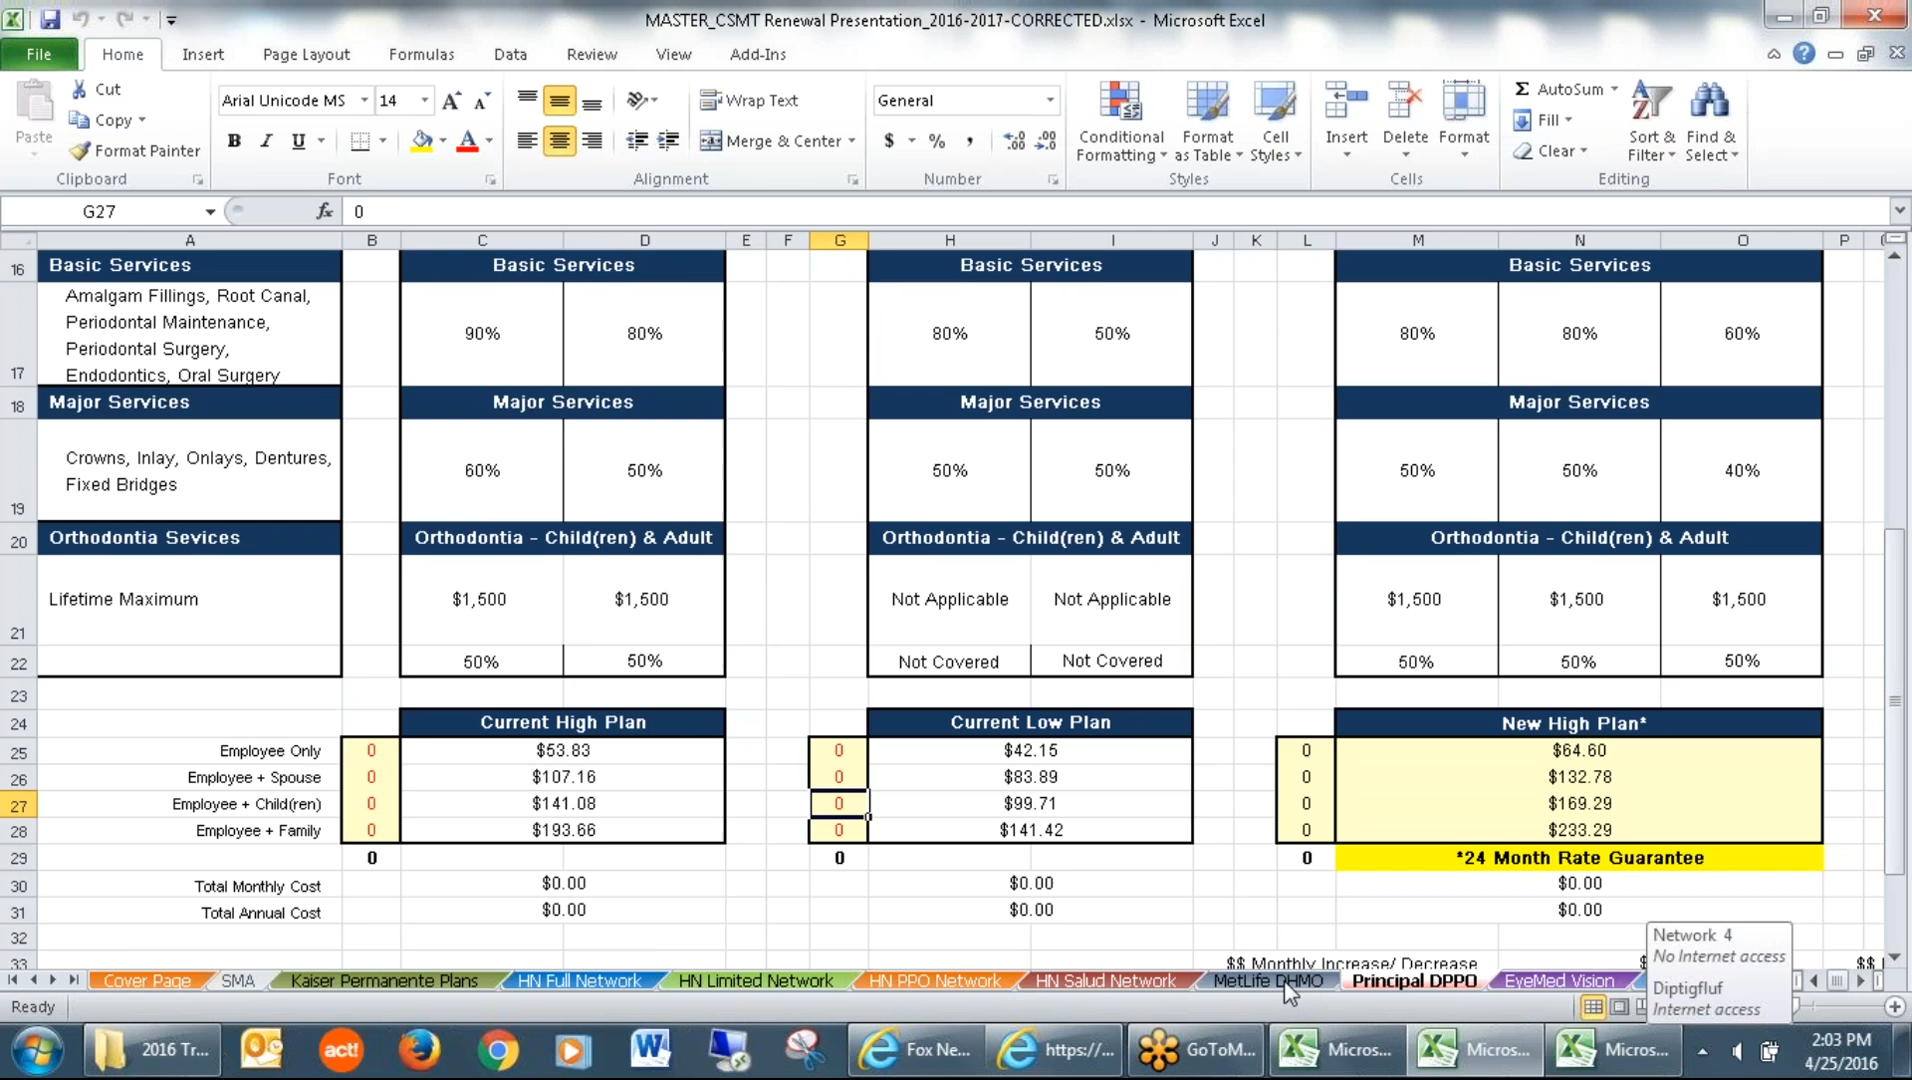 MASTER_CSMT Renewal Presentation_2016-2017-CORRECTED.xlsx - Microsoft Excel
File Home Insert Page Layout Formulas Data Review View Add-Ins
Paste
Cut
Copy
Format Painter
Clipboard
Arial Unicode MS 14
B I U
Font
Wrap Text
Merge & Center
Alignment
General
$ % ,
Number
Conditional Formatting
Format as Table
Cell Styles
Styles
Insert Delete Format
Cells
AutoSum
Fill
Clear
Sort & Filter
Find & Select
Editing
G27 fx 0
A B C D E F G H I J K L M N O P
16 Basic Services Basic Services Basic Services Basic Services
Amalgam Fillings, Root Canal,
Periodontal Maintenance,
Periodontal Surgery,
Endodontics, Oral Surgery
17 90% 80% 80% 50% 80% 80% 60%
18 Major Services Major Services Major Services Major Services
Crowns, Inlay, Onlays, Dentures,
Fixed Bridges
19 60% 50% 50% 50% 50% 50% 40%
20 Orthodontia Sevices Orthodontia - Child(ren) & Adult Orthodontia - Child(ren) & Adult Orthodontia - Child(ren) & Adult
21 Lifetime Maximum $1,500 $1,500 Not Applicable Not Applicable $1,500 $1,500 $1,500
22 50% 50% Not Covered Not Covered 50% 50% 50%
23
24 Current High Plan Current Low Plan New High Plan*
25 Employee Only 0 $53.83 0 $42.15 0 $64.60
26 Employee + Spouse 0 $107.16 0 $83.89 0 $132.78
27 Employee + Child(ren) 0 $141.08 0 $99.71 0 $169.29
28 Employee + Family 0 $193.66 0 $141.42 0 $233.29
29 0 0 0 *24 Month Rate Guarantee
30 Total Monthly Cost $0.00 $0.00 $0.00
31 Total Annual Cost $0.00 $0.00 $0.00
32
33 $$ Monthly Increase/ Decrease $$
Network 4
No Internet access
Diptigfluf
Internet access
Cover Page SMA Kaiser Permanente Plans HN Full Network HN Limited Network HN PPO Network HN Salud Network MetLife DHMO Principal DPPO EyeMed Vision
Ready
2016 Tr... act! Fox Ne... https://... GoToM... Micros... Micros... Micros...
2:03 PM
4/25/2016